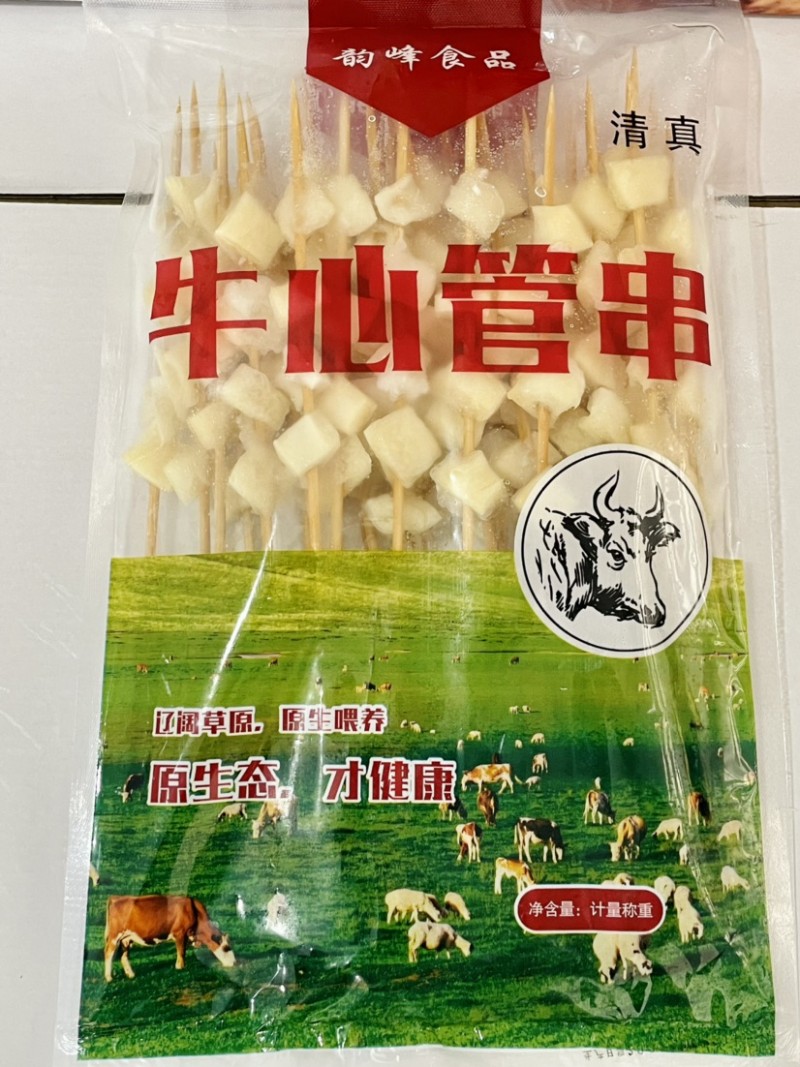 韵峰食品
清真
牛心管串
辽阔草原，原生喂养
原生态，才健康
净含量：计量称重